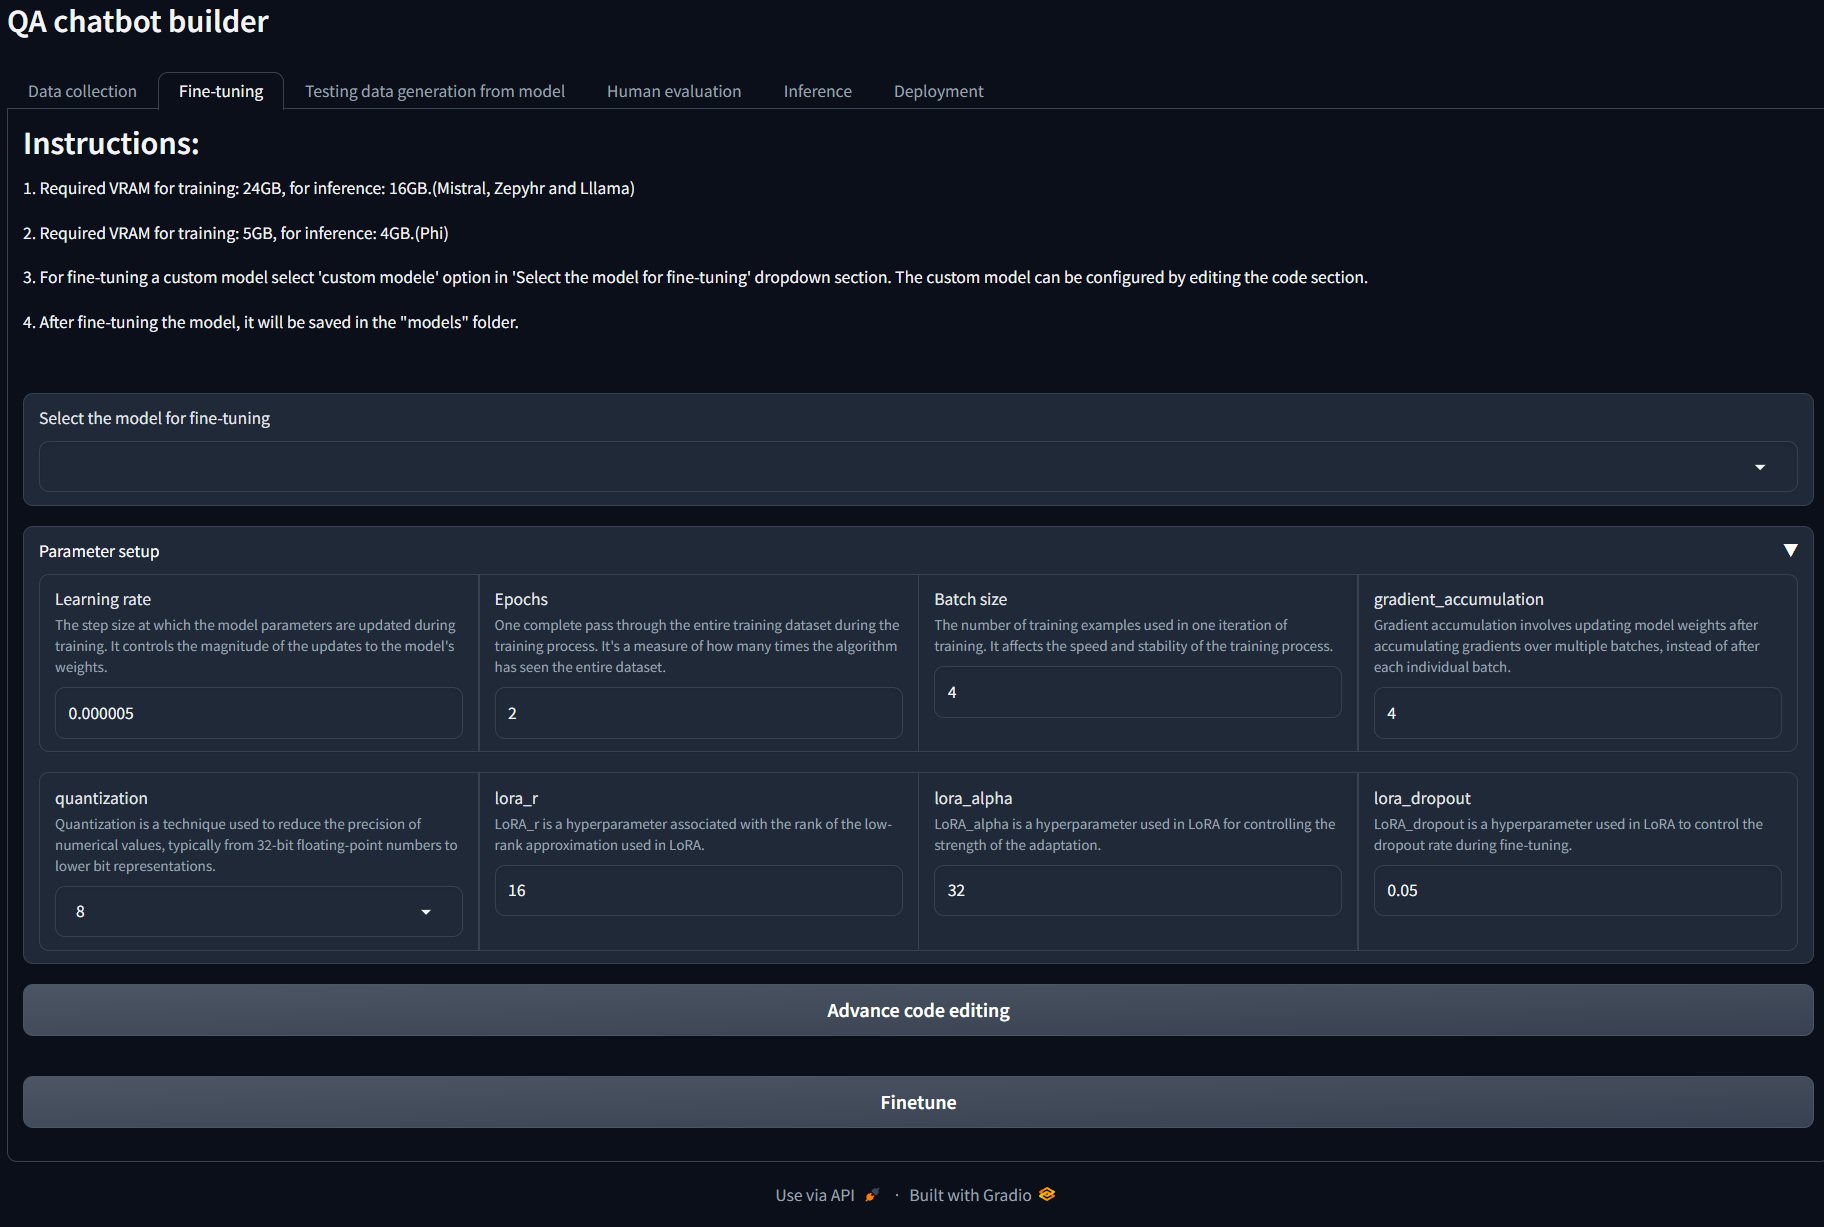 QA chatbot builder
Data collection
Fine-tuning
Testing data generation from model
Human evaluation
Inference
Deployment
Instructions:
1. Required VRAM for training: 24GB, for inference: 16GB.(Mistral, Zepyhr and Lllama)
2. Required VRAM for training: 5GB, for inference: 4GB.(Phi)
3. For fine-tuning a custom model select 'custom modele' option in 'Select the model for fine-tuning' dropdown section. The custom model can be configured by editing the code section.
4. After fine-tuning the model, it will be saved in the "models" folder.
Select the model for fine-tuning
Parameter setup
Learning rate
The step size at which the model parameters are updated during
training. It controls the magnitude of the updates to the model's
weights.
0.000005
Epochs
One complete pass through the entire training dataset during the
training process. It's a measure of how many times the algorithm
has seen the entire dataset.
2
Batch size
The number of training examples used in one iteration of
training. It affects the speed and stability of the training process.
4
gradient_accumulation
Gradient accumulation involves updating model weights after
accumulating gradients over multiple batches, instead of after
each individual batch.
4
quantization
Quantization is a technique used to reduce the precision of
numerical values, typically from 32-bit floating-point numbers to
lower bit representations.
8
lora_r
LoRA_r is a hyperparameter associated with the rank of the low-
rank approximation used in LoRA.
16
lora_alpha
LoRA_alpha is a hyperparameter used in LoRA for controlling the
strength of the adaptation.
32
lora_dropout
LoRA_dropout is a hyperparameter used in LoRA to control the
dropout rate during fine-tuning.
0.05
Advance code editing
Finetune
Use via API · Built with Gradio